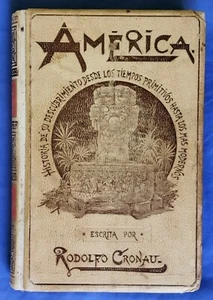 AMÉRICA.
HISTORIA DE SU DESCUBRIMIENTO DESDE LOS TIEMPOS PRIMITIVOS HASTA LOS MAS MODERNOS
ESCRITA POR
RODOLFO CRONAU